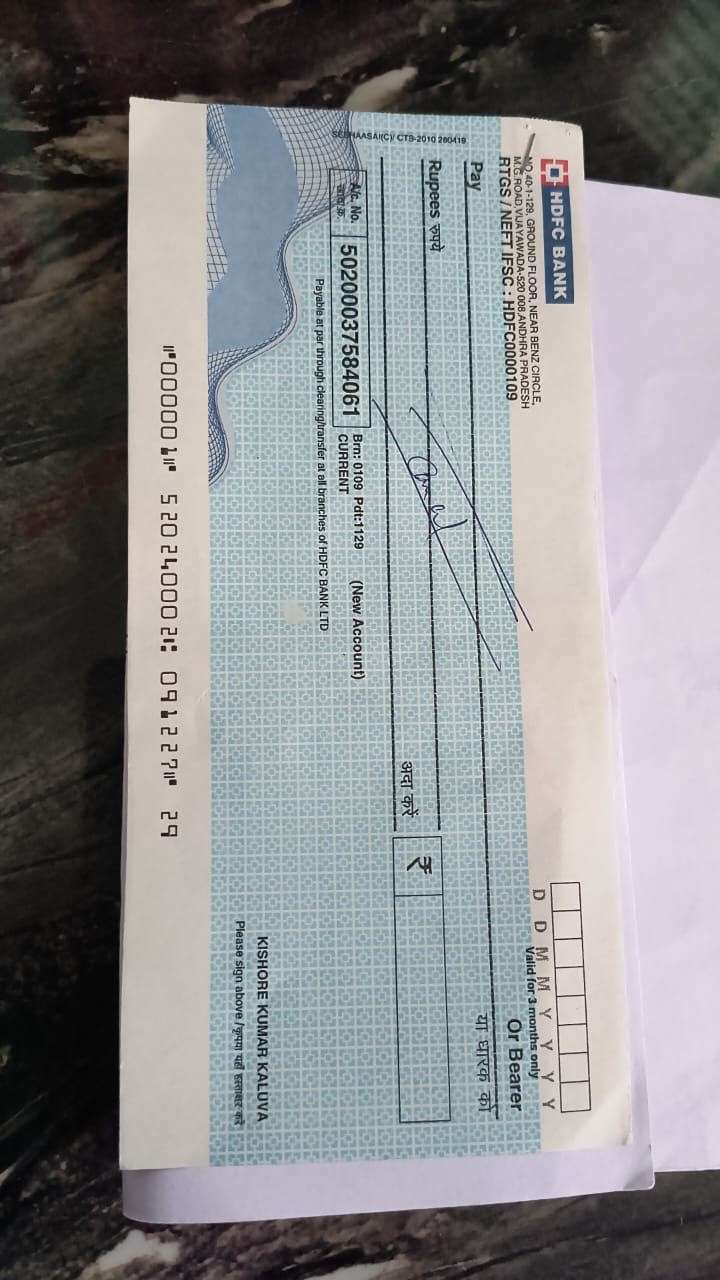 HDFC BANK
NO.40-1-129, GROUND FLOOR, NEAR BENZ CIRCLE,
M.G.ROAD,VIJAYAWADA-520 008,ANDHRA PRADESH
RTGS / NEFT IFSC : HDFC0000109
D D M M Y Y Y Y
Valid for 3 months only
Pay
Or Bearer
या धारक को
Rupees रुपये
अदा करें
₹
A/c. No.
खाता क्र.
50200037584061
Brn: 0109 Pdt:1129 (New Account)
CURRENT
Payable at par through clearing/transfer at all branches of HDFC BANK LTD
CTS-2010 260419
KISHORE KUMAR KALUVA
Please sign above / कृपया यहाँ हस्ताक्षर करें
⑈000001⑈ 520240002⑆ 091227⑈ 29